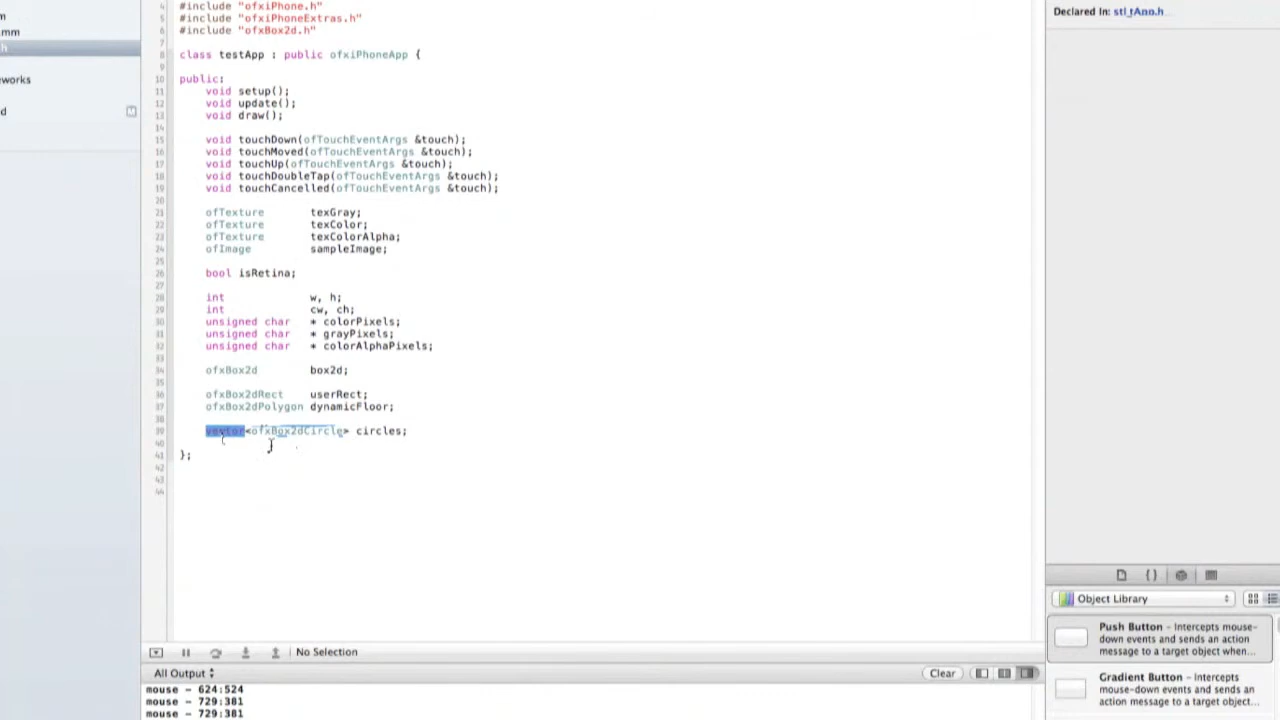 #include "ofxiPhone.h"
#include "ofxiPhoneExtras.h"
#include "ofxBox2d.h"
class testApp : public ofxiPhoneApp {
public:
void setup();
void update();
void draw();
void touchDown(ofTouchEventArgs &touch);
void touchMoved(ofTouchEventArgs &touch);
void touchUp(ofTouchEventArgs &touch);
void touchDoubleTap(ofTouchEventArgs &touch);
void touchCancelled(ofTouchEventArgs &touch);
ofTexture texGray;
ofTexture texColor;
ofTexture texColorAlpha;
ofImage sampleImage;
bool isRetina;
int w, h;
int cw, ch;
unsigned char * colorPixels;
unsigned char * grayPixels;
unsigned char * colorAlphaPixels;
ofxBox2d box2d;
ofxBox2dRect userRect;
ofxBox2dPolygon dynamicFloor;
vector<ofxBox2dCircle> circles;
};
.mm
.h
eworks
Declared In:
Object Library
Push Button - Intercepts mouse-
down events and sends an action
message to a target object when...
Gradient Button - Intercepts
mouse-down events and sends an
action message to a target object...
No Selection
All Output
Clear
mouse - 624:524
mouse - 729:381
mouse - 729:381